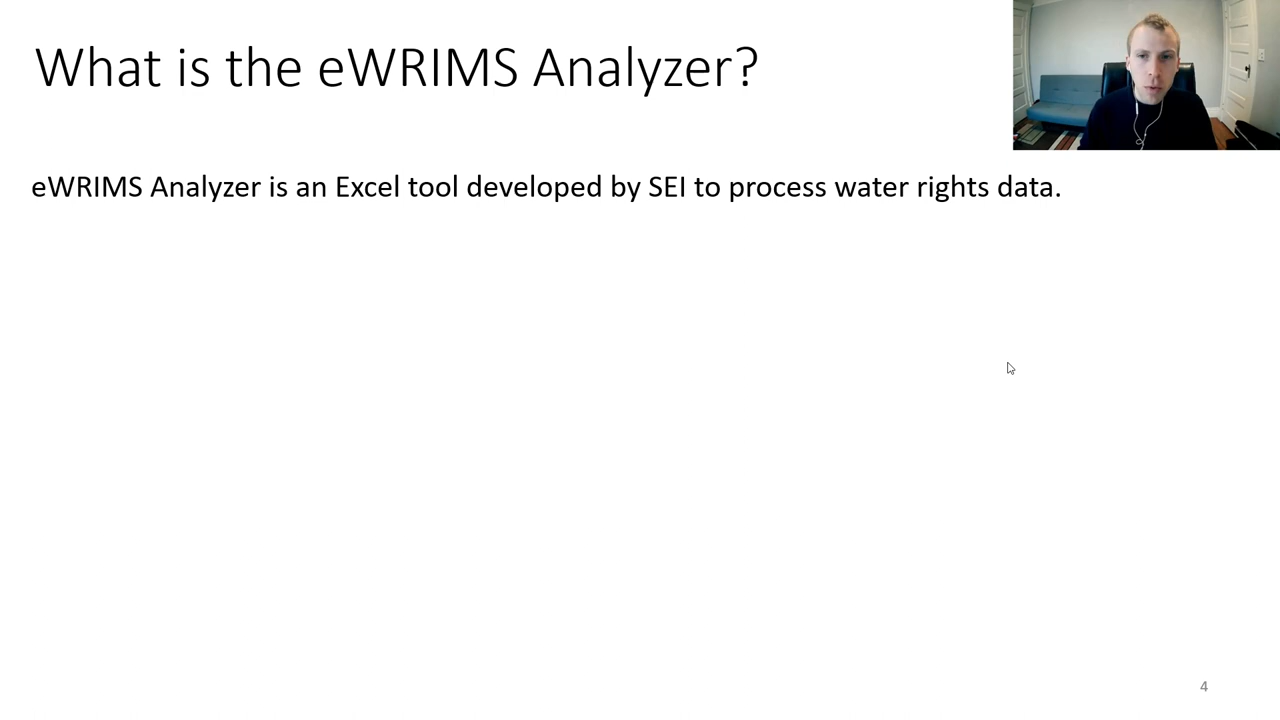 What is the eWRIMS Analyzer?
eWRIMS Analyzer is an Excel tool developed by SEI to process water rights data.
4